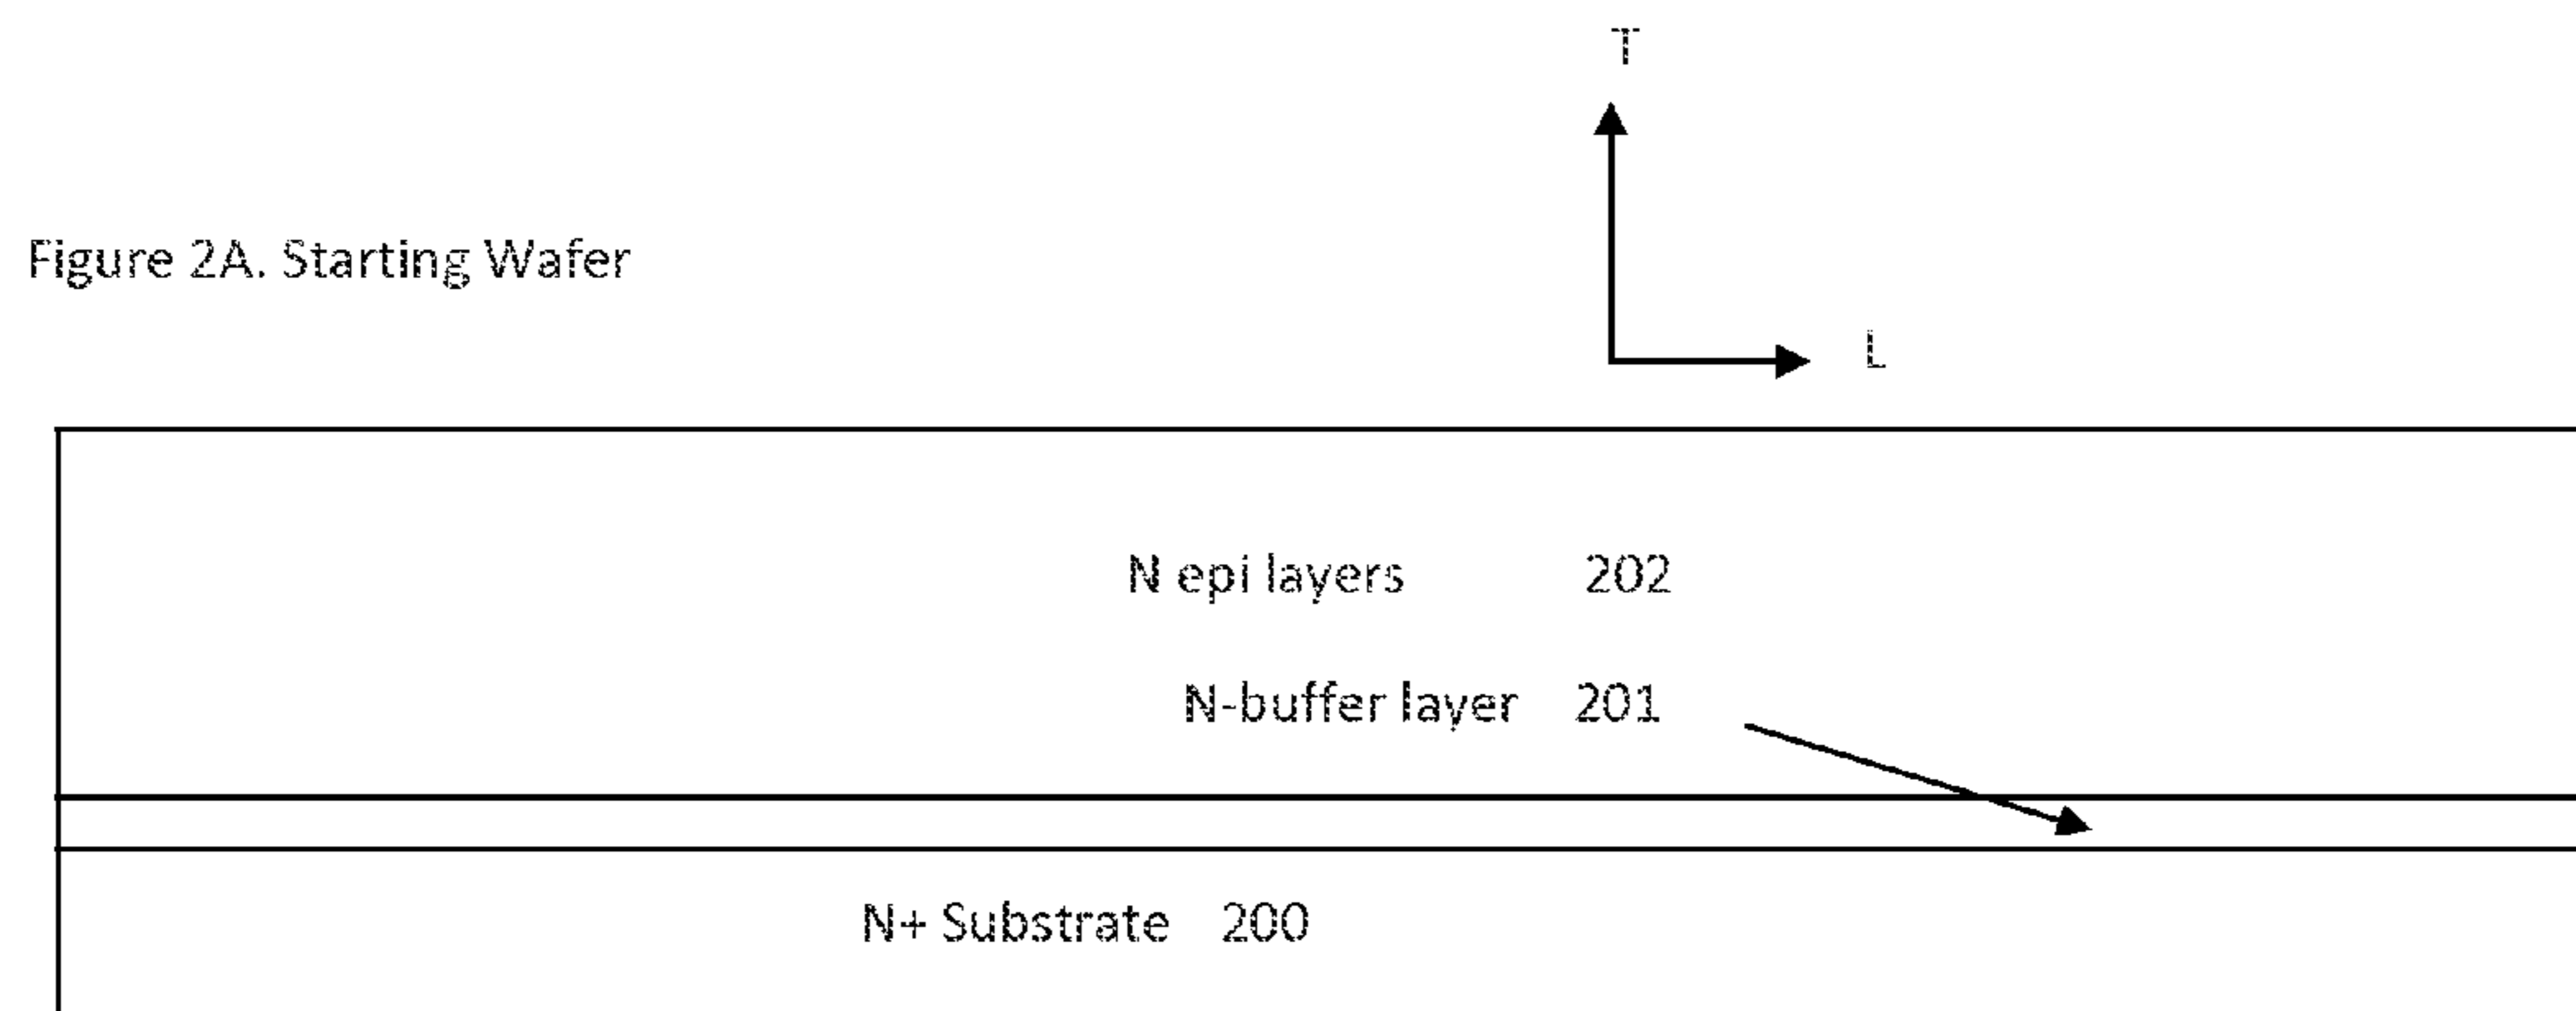 T
Figure 2A. Starting Wafer
L
N epi layers 202
N-buffer layer 201
N+ Substrate 200